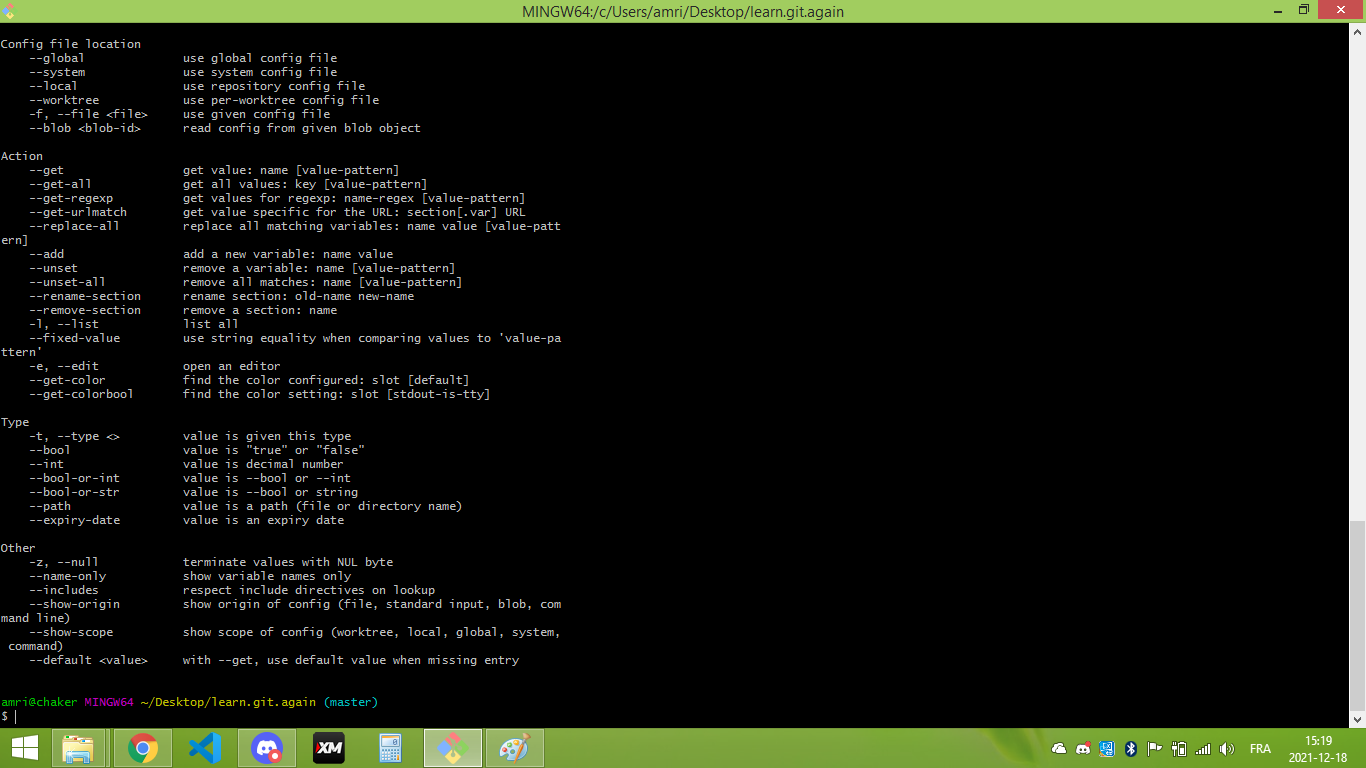 MINGW64:/c/Users/amri/Desktop/learn.git.again
Config file location
    --global              use global config file
    --system              use system config file
    --local               use repository config file
    --worktree            use per-worktree config file
    -f, --file <file>     use given config file
    --blob <blob-id>      read config from given blob object
Action
    --get                 get value: name [value-pattern]
    --get-all             get all values: key [value-pattern]
    --get-regexp          get values for regexp: name-regex [value-pattern]
    --get-urlmatch        get value specific for the URL: section[.var] URL
    --replace-all         replace all matching variables: name value [value-patt
ern]
    --add                 add a new variable: name value
    --unset               remove a variable: name [value-pattern]
    --unset-all           remove all matches: name [value-pattern]
    --rename-section      rename section: old-name new-name
    --remove-section      remove a section: name
    -l, --list            list all
    --fixed-value         use string equality when comparing values to 'value-pa
ttern'
    -e, --edit            open an editor
    --get-color           find the color configured: slot [default]
    --get-colorbool       find the color setting: slot [stdout-is-tty]
Type
    -t, --type <>         value is given this type
    --bool                value is "true" or "false"
    --int                 value is decimal number
    --bool-or-int         value is --bool or --int
    --bool-or-str         value is --bool or string
    --path                value is a path (file or directory name)
    --expiry-date         value is an expiry date
Other
    -z, --null            terminate values with NUL byte
    --name-only           show variable names only
    --includes            respect include directives on lookup
    --show-origin         show origin of config (file, standard input, blob, com
mand line)
    --show-scope          show scope of config (worktree, local, global, system,
 command)
    --default <value>     with --get, use default value when missing entry
amri@chaker MINGW64 ~/Desktop/learn.git.again (master)
$
XM
FRA
15:19
2021-12-18